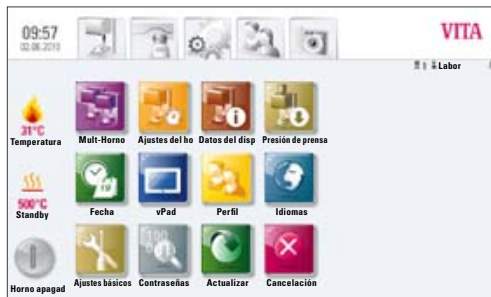 09:57
02.06.2010
VITA
Labor
31°C
Temperatura
Mult-Horno
Ajustes del ho
Datos del disp
Presión de prensa
500°C
Standby
Fecha
vPad
Perfil
Idiomas
Horno apagad
Ajustes básicos
Contraseñas
Actualizar
Cancelación